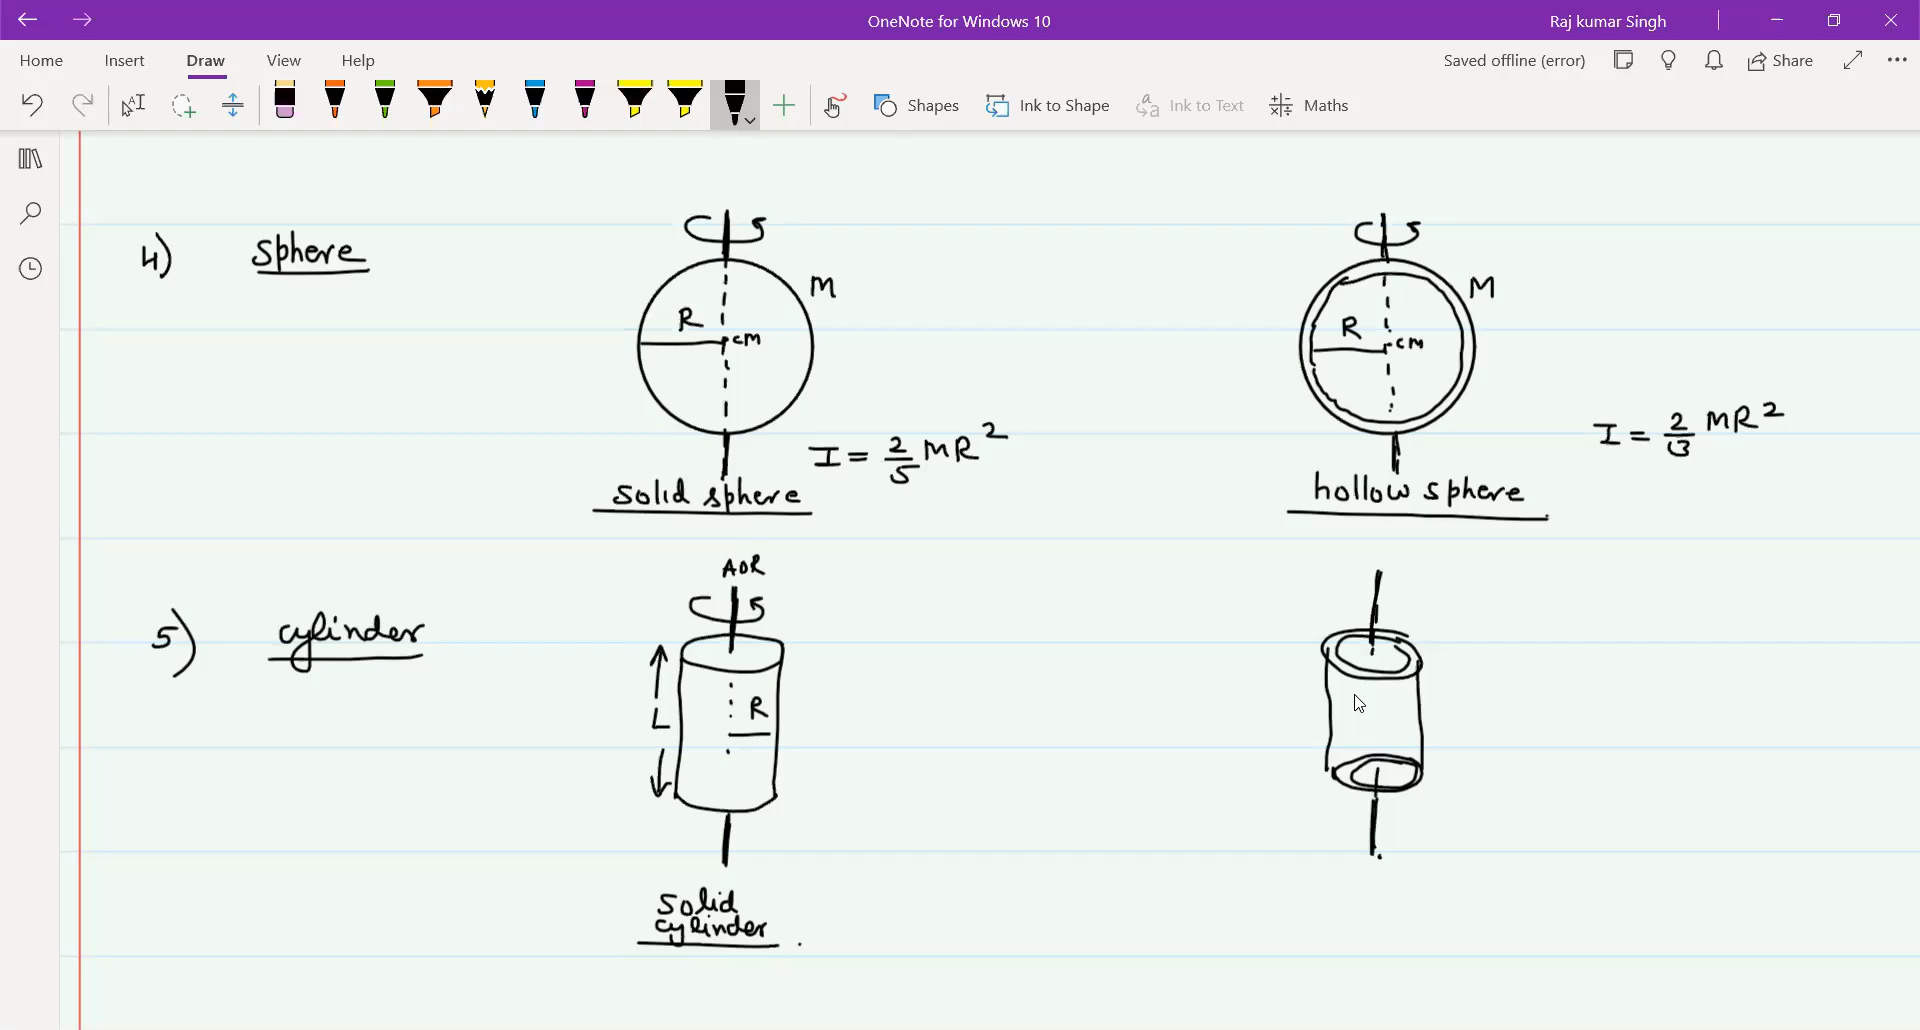 OneNote for Windows 10
Raj kumar Singh
Home Insert Draw View Help
Saved offline (error)
Share
Shapes
Ink to Shape
Ink to Text
Maths
4) Sphere
M
R
cm
I = 2/5 MR²
solid sphere
M
R
cm
I = 2/3 MR²
hollow sphere
5) cylinder
AOR
L
R
solid
cylinder